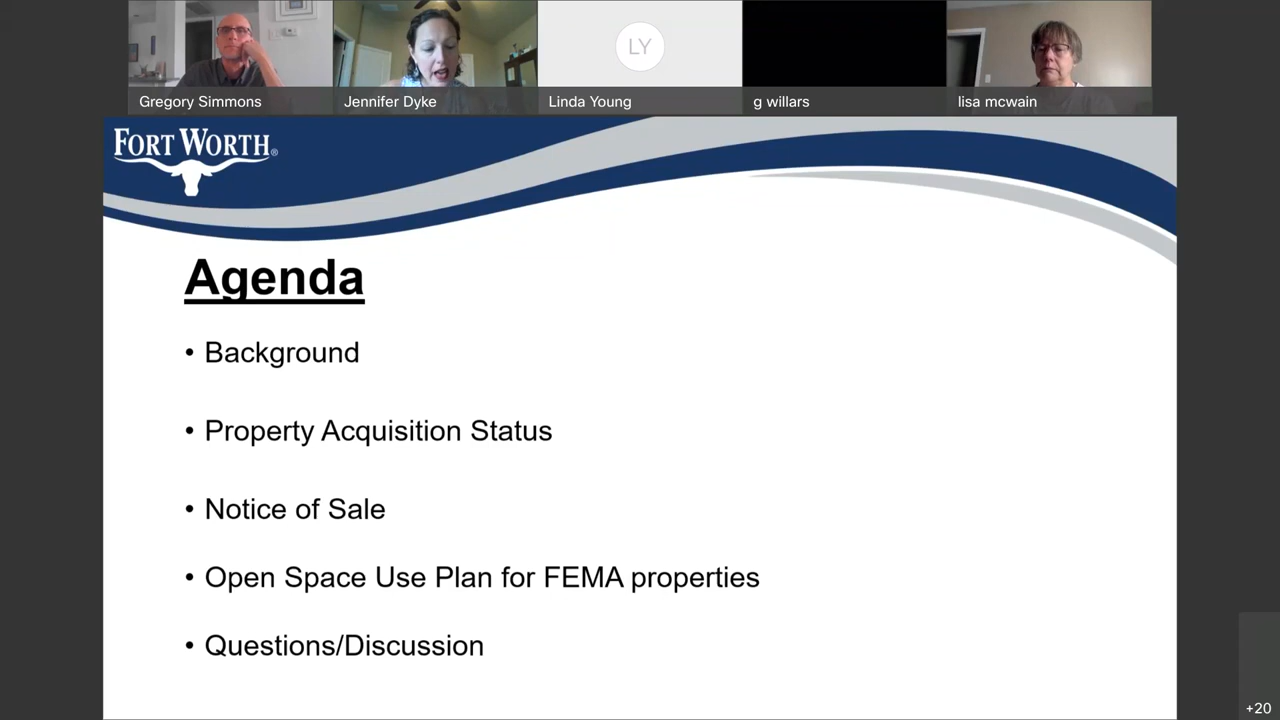 LY
Gregory Simmons
Jennifer Dyke
Linda Young
g willars
lisa mcwain
FORT WORTH®
Agenda
• Background
• Property Acquisition Status
• Notice of Sale
• Open Space Use Plan for FEMA properties
• Questions/Discussion
+20